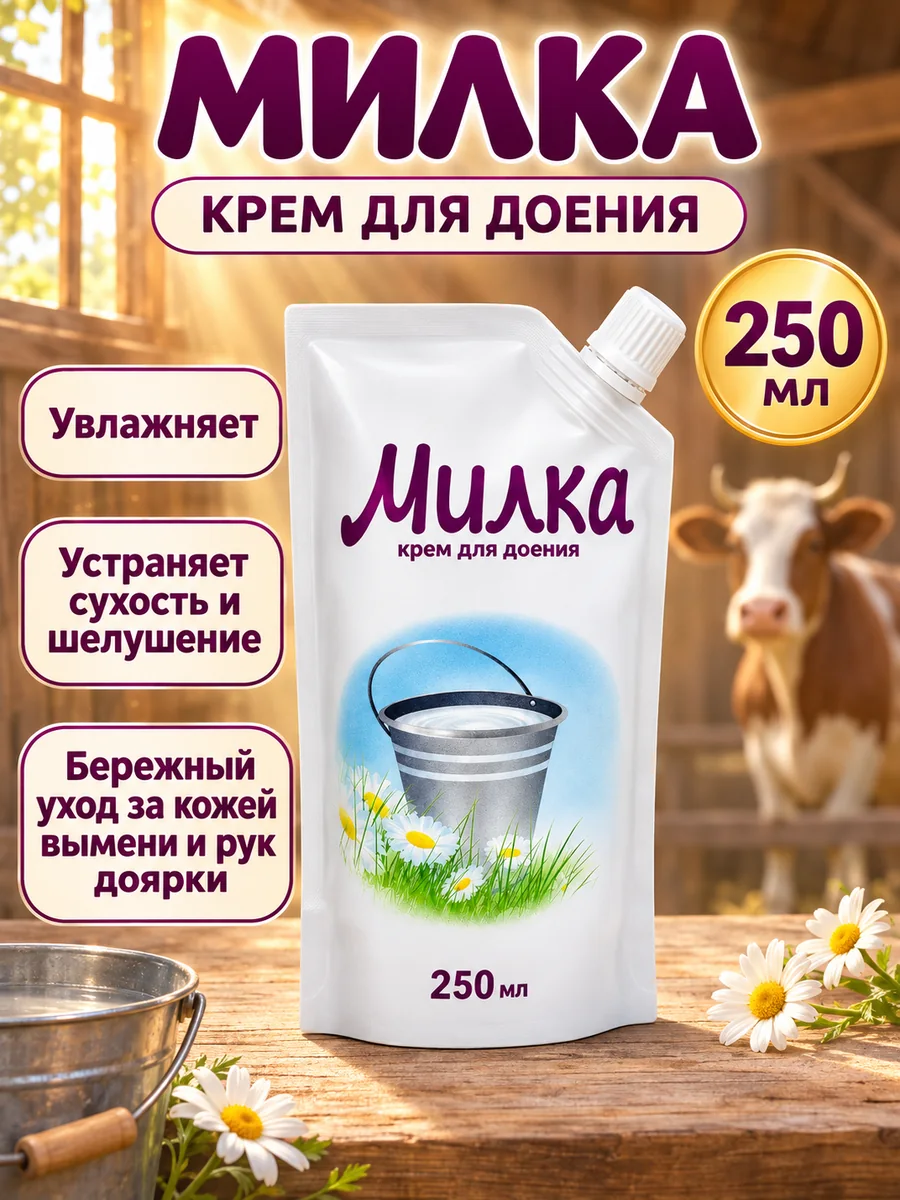 МИЛКА
КРЕМ ДЛЯ ДОЕНИЯ
250
мл
Увлажняет
Устраняет
сухость и
шелушение
Бережный
уход за кожей
вымени и рук
доярки
Милка
крем для доения
250 мл